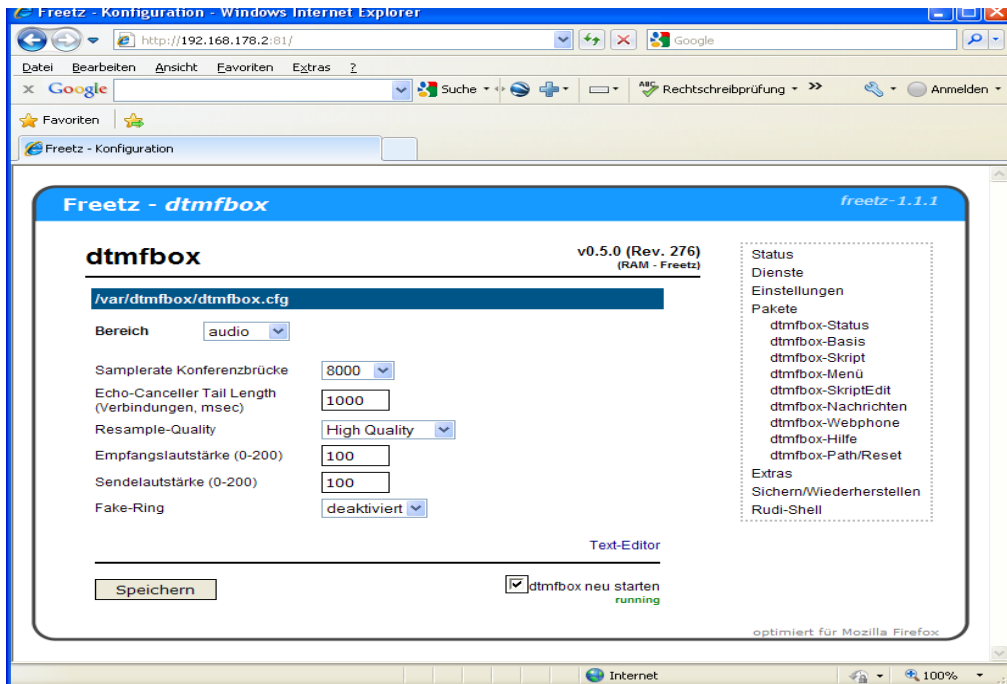 Freetz - Konfiguration - Windows Internet Explorer
http://192.168.178.2:81/
Google
Datei Bearbeiten Ansicht Favoriten Extras ?
x Google Suche ABC Rechtschreibprüfung Anmelden
Favoriten
Freetz - Konfiguration
Freetz - dtmfbox freetz-1.1.1
dtmfbox
v0.5.0 (Rev. 276)
(RAM - Freetz)
/var/dtmfbox/dtmfbox.cfg
Bereich audio
Samplerate Konferenzbrücke 8000
Echo-Canceller Tail Length
(Verbindungen, msec) 1000
Resample-Quality High Quality
Empfangslautstärke (0-200) 100
Sendelautstärke (0-200) 100
Fake-Ring deaktiviert
Text-Editor
Speichern
dtmfbox neu starten
running
Status
Dienste
Einstellungen
Pakete
dtmfbox-Status
dtmfbox-Basis
dtmfbox-Skript
dtmfbox-Menü
dtmfbox-SkriptEdit
dtmfbox-Nachrichten
dtmfbox-Webphone
dtmfbox-Hilfe
dtmfbox-Path/Reset
Extras
Sichern/Wiederherstellen
Rudi-Shell
optimiert für Mozilla Firefox
Internet 100%